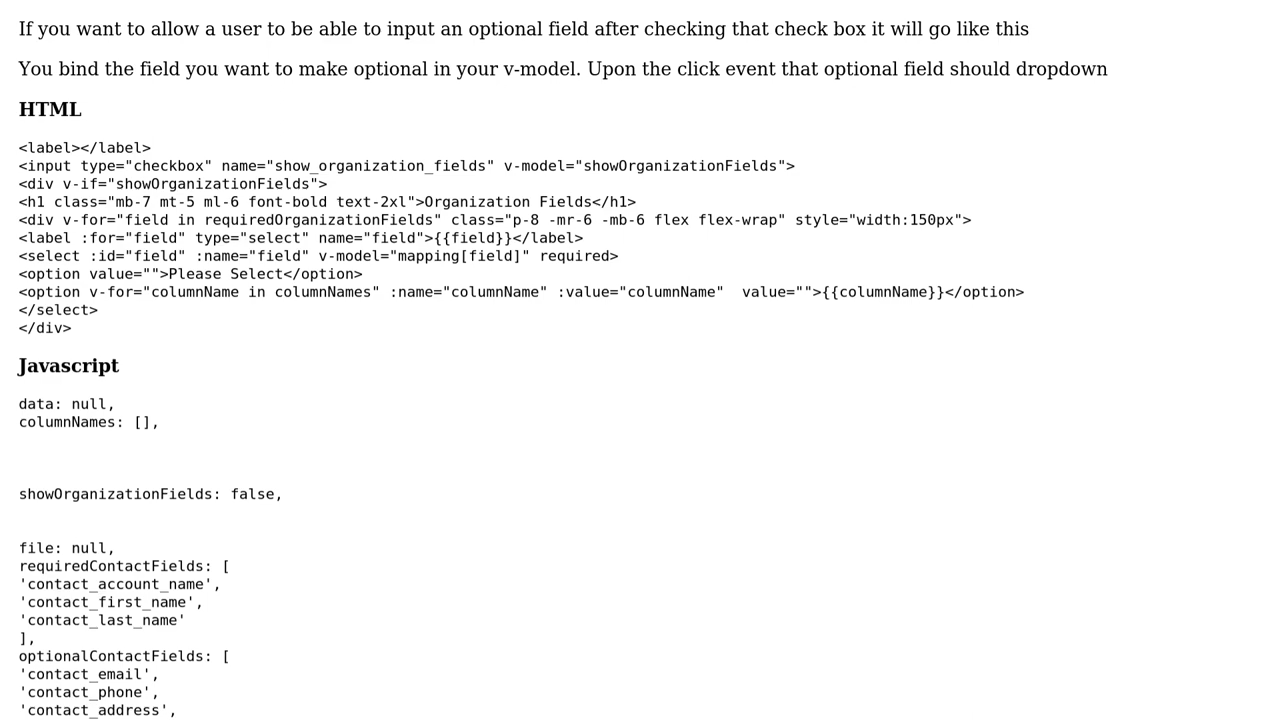 If you want to allow a user to be able to input an optional field after checking that check box it will go like this
You bind the field you want to make optional in your v-model. Upon the click event that optional field should dropdown
HTML
<label></label>
<input type="checkbox" name="show_organization_fields" v-model="showOrganizationFields">
<div v-if="showOrganizationFields">
<h1 class="mb-7 mt-5 ml-6 font-bold text-2xl">Organization Fields</h1>
<div v-for="field in requiredOrganizationFields" class="p-8 -mr-6 -mb-6 flex flex-wrap" style="width:150px">
<label :for="field" type="select" name="field">{{field}}</label>
<select :id="field" :name="field" v-model="mapping[field]" required>
<option value="">Please Select</option>
<option v-for="columnName in columnNames" :name="columnName" :value="columnName"  value="">{{columnName}}</option>
</select>
</div>
Javascript
data: null,
columnNames: [],
showOrganizationFields: false,
file: null,
requiredContactFields: [
'contact_account_name',
'contact_first_name',
'contact_last_name'
],
optionalContactFields: [
'contact_email',
'contact_phone',
'contact_address',